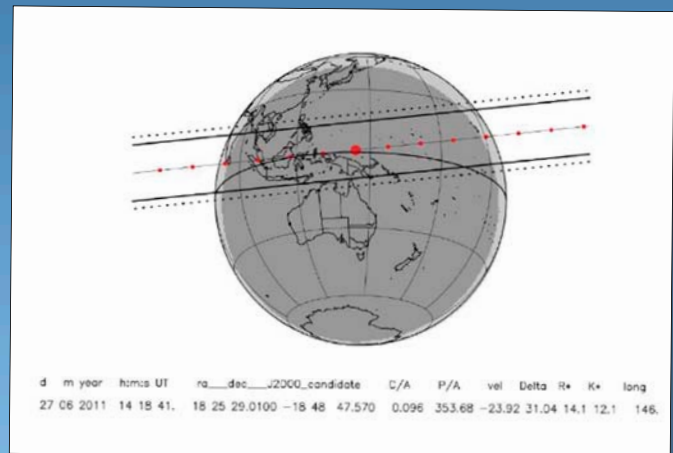 d m year h:m:s UT ra___dec___J2000_candidate C/A P/A vel Delta R* K* long
27 06 2011 14 18 41. 18 25 29.0100 -18 48 47.570 0.096 353.68 -23.92 31.04 14.1 12.1 146.